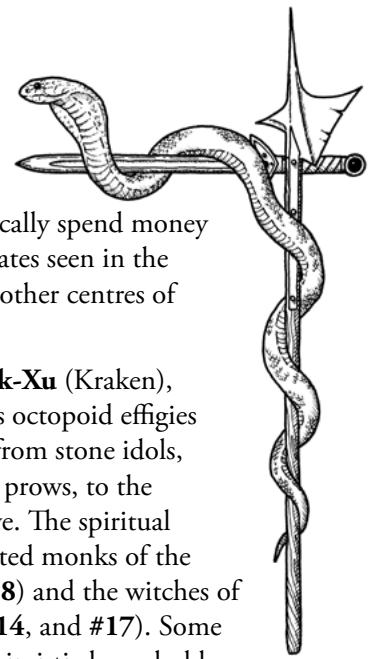 cally spend money
ates seen in the
other centres of
k-Xu (Kraken),
s octopoid effigies
from stone idols,
prows, to the
e. The spiritual
ted monks of the
8) and the witches of
14, and #17). Some